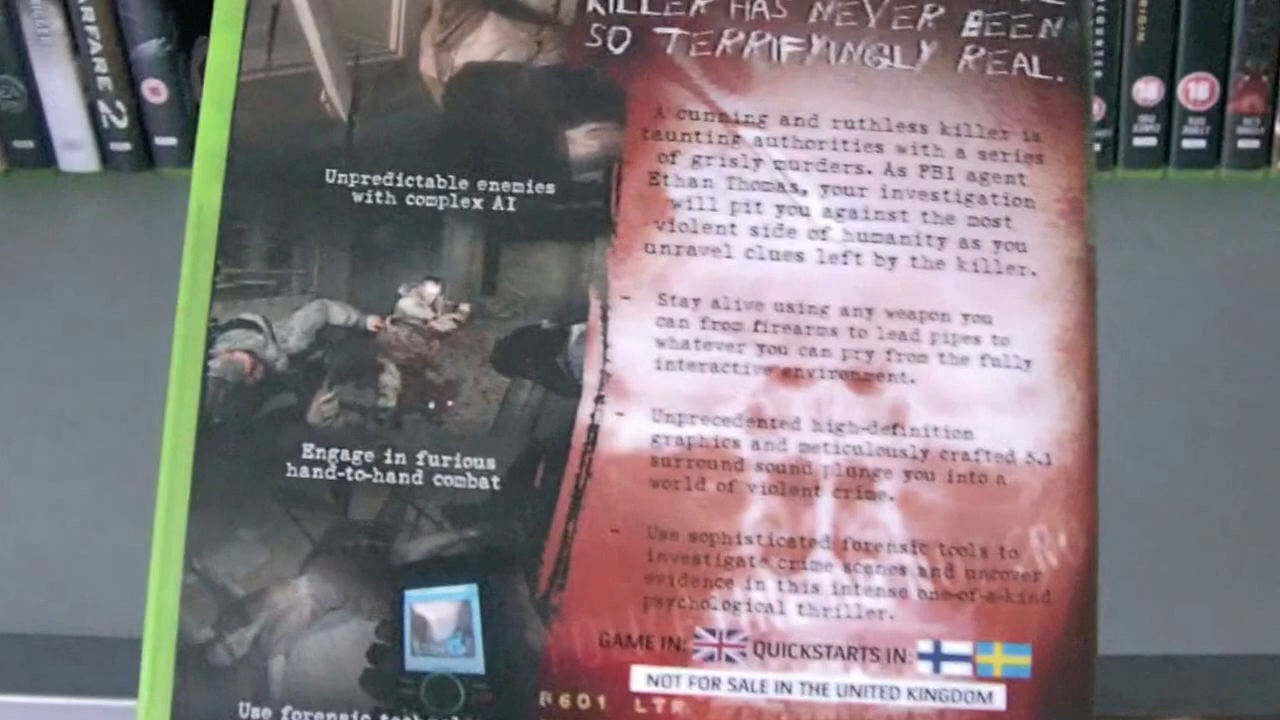 KILLER HAS NEVER BEEN
SO TERRIFYINGLY REAL.
A cunning and ruthless killer is
taunting authorities with a series
of grisly murders. As FBI agent
Ethan Thomas, your investigation
will pit you against the most
violent side of humanity as you
unravel clues left by the killer.
- Stay alive using any weapon you
can from firearms to lead pipes to
whatever you can pry from the fully
interactive environment.
- Unprecedented high-definition
graphics and meticulously crafted 5.1
surround sound plunge you into a
world of violent crime.
- Use sophisticated forensic tools to
investigate crime scenes and uncover
evidence in this intense one-of-a-kind
psychological thriller.
Unpredictable enemies
with complex AI
Engage in furious
hand-to-hand combat
Use forensic
GAME IN: QUICKSTARTS IN:
NOT FOR SALE IN THE UNITED KINGDOM
R601 LTR
ARFARE 2
18
18